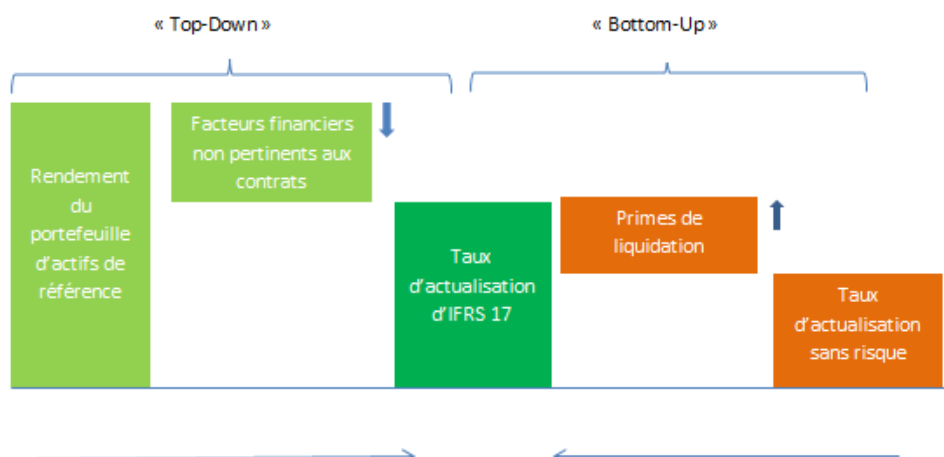 « Top-Down »
« Bottom-Up »
Rendement
du
portefeuille
d'actifs de
référence
Facteurs financiers
non pertinents aux
contrats
Taux
d'actualisation
d'IFRS 17
Primes de
liquidation
Taux
d'actualisation
sans risque